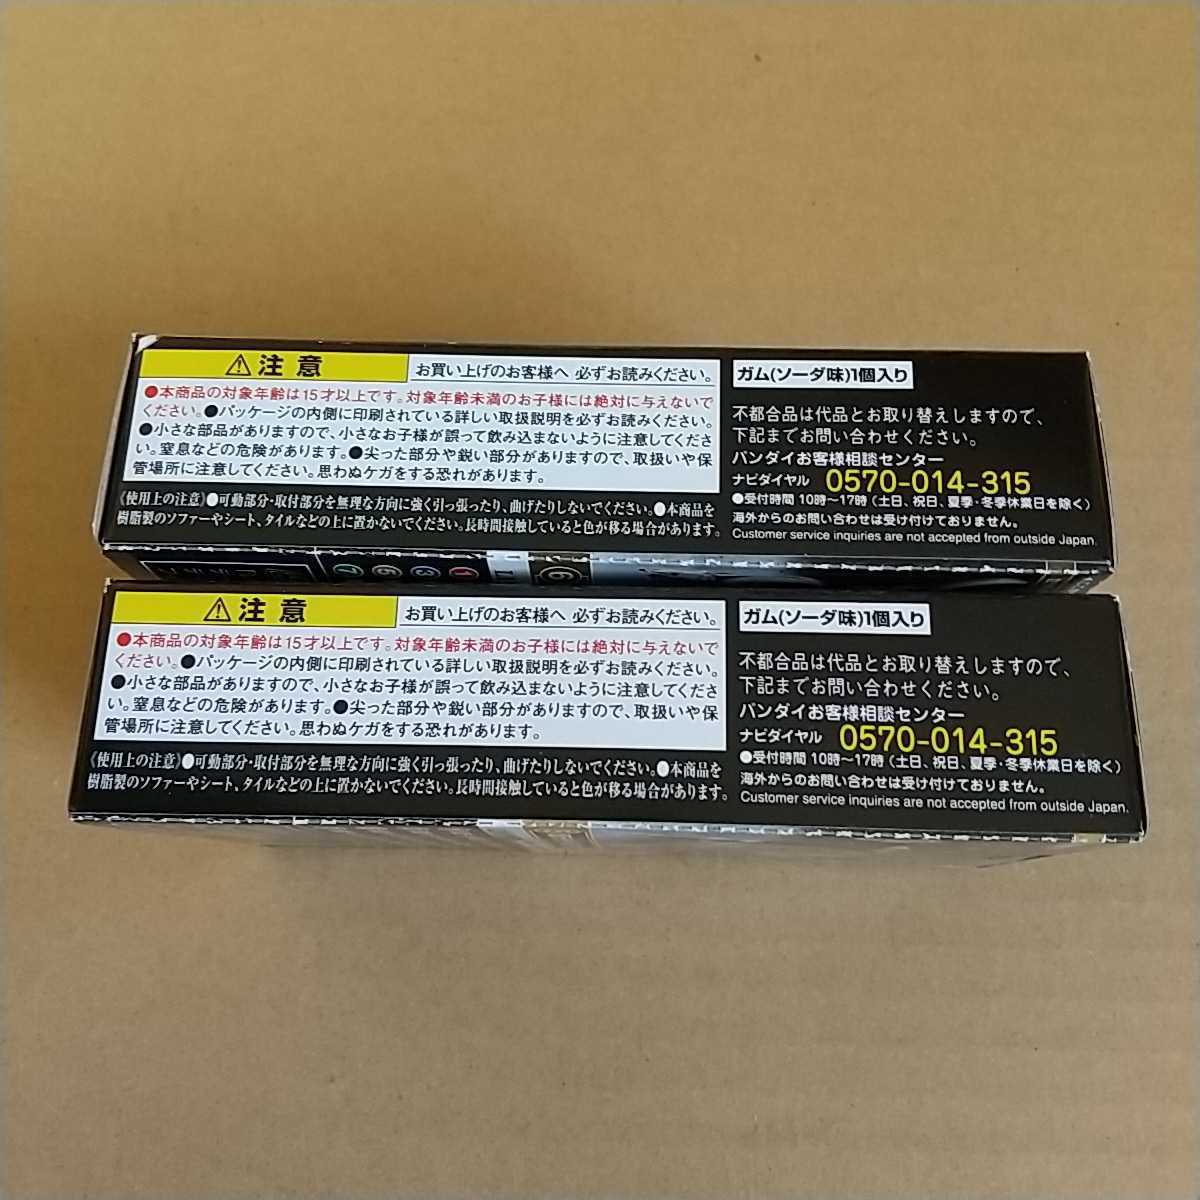 注意
お買い上げのお客様へ 必ずお読みください。
●本商品の対象年齢は15才以上です。対象年齢未満のお子様には絶対に与えないで
ください。●パッケージの内側に印刷されている詳しい取扱説明を必ずお読みください。
●小さな部品がありますので、小さなお子様が誤って飲み込まないように注意してくださ
い。窒息などの危険があります。●尖った部分や鋭い部分がありますので、取扱いや保
管場所に注意してください。思わぬケガをする恐れがあります。
《使用上の注意》●可動部分・取付部分を無理な方向に強く引っ張ったり、曲げたりしないでください。●本商品を
樹脂製のソファーやシート、タイルなどの上に置かないでください。長時間接触していると色が移る場合があります。
ガム(ソーダ味)1個入り
不都合品は代品とお取り替えしますので、
下記までお問い合わせください。
バンダイお客様相談センター
ナビダイヤル 0570-014-315
●受付時間 10時〜17時(土日、祝日、夏季・冬季休業日を除く)
海外からのお問い合わせは受け付けておりません。
Customer service inquiries are not accepted from outside Japan.
注意
お買い上げのお客様へ 必ずお読みください。
●本商品の対象年齢は15才以上です。対象年齢未満のお子様には絶対に与えないで
ください。●パッケージの内側に印刷されている詳しい取扱説明を必ずお読みください。
●小さな部品がありますので、小さなお子様が誤って飲み込まないように注意してくださ
い。窒息などの危険があります。●尖った部分や鋭い部分がありますので、取扱いや保
管場所に注意してください。思わぬケガをする恐れがあります。
《使用上の注意》●可動部分・取付部分を無理な方向に強く引っ張ったり、曲げたりしないでください。●本商品を
樹脂製のソファーやシート、タイルなどの上に置かないでください。長時間接触していると色が移る場合があります。
ガム(ソーダ味)1個入り
不都合品は代品とお取り替えしますので、
下記までお問い合わせください。
バンダイお客様相談センター
ナビダイヤル 0570-014-315
●受付時間 10時〜17時(土日、祝日、夏季・冬季休業日を除く)
海外からのお問い合わせは受け付けておりません。
Customer service inquiries are not accepted from outside Japan.